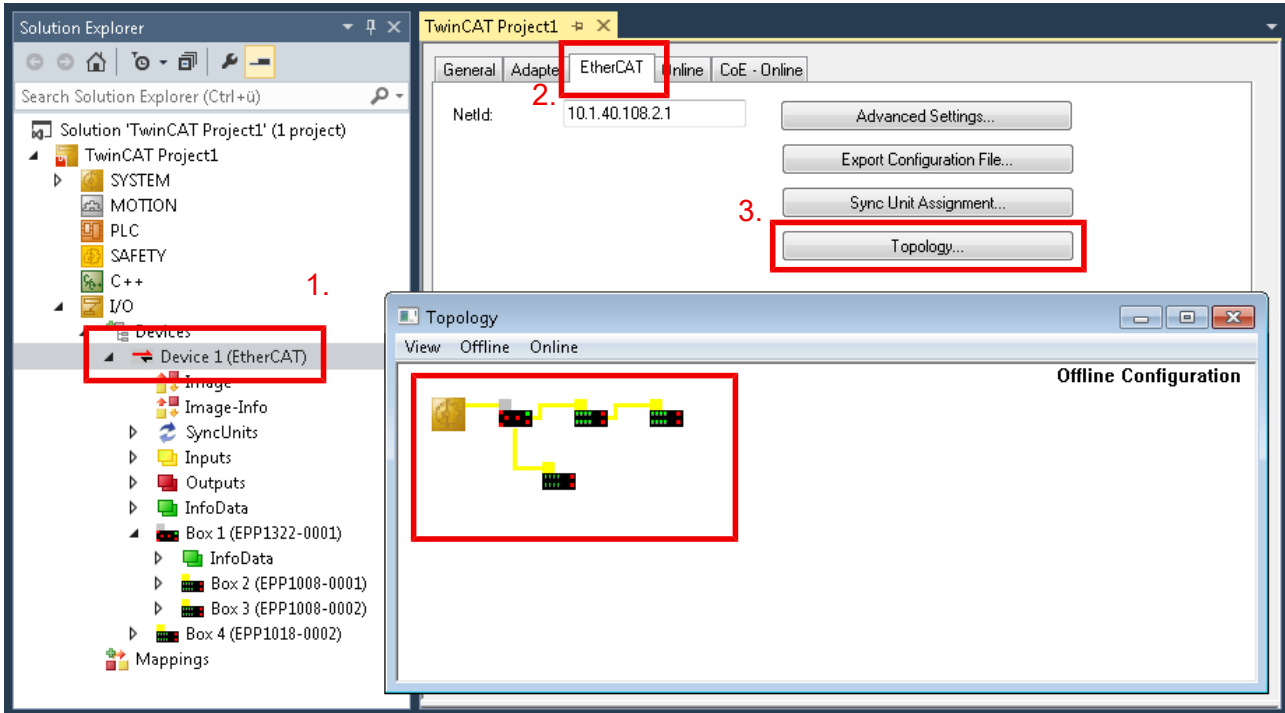 Solution Explorer
Search Solution Explorer (Ctrl+ü)
Solution 'TwinCAT Project1' (1 project)
TwinCAT Project1
SYSTEM
MOTION
PLC
SAFETY
C++
1.
I/O
Devices
Device 1 (EtherCAT)
Image
Image-Info
SyncUnits
Inputs
Outputs
InfoData
Box 1 (EPP1322-0001)
InfoData
Box 2 (EPP1008-0001)
Box 3 (EPP1008-0002)
Box 4 (EPP1018-0002)
Mappings
TwinCAT Project1
General Adapte EtherCAT Online CoE - Online
2.
NetId: 10.1.40.108.2.1
Advanced Settings...
Export Configuration File...
Sync Unit Assignment...
3.
Topology...
Topology
View Offline Online
Offline Configuration